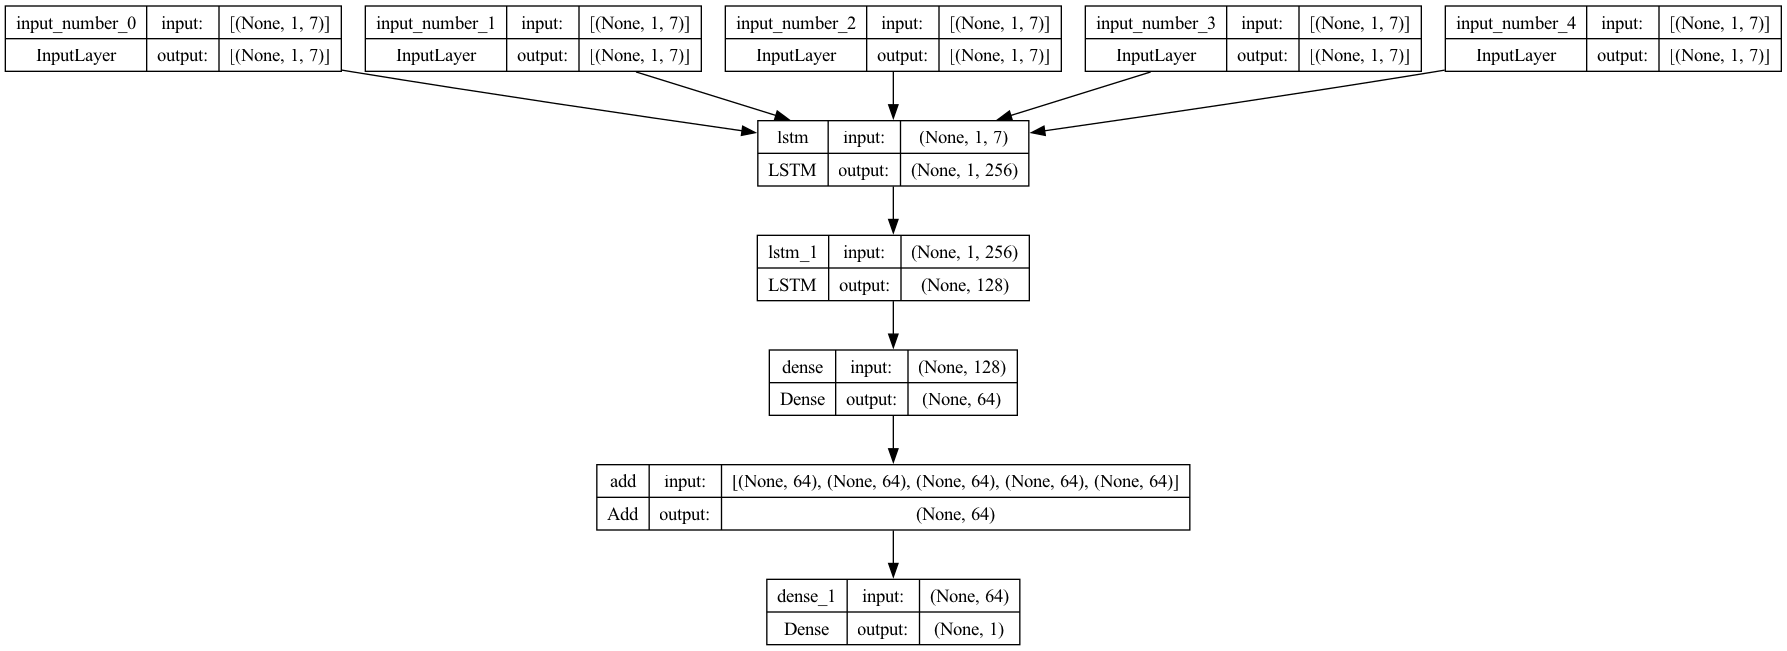 input_number_0 input: [(None, 1, 7)] input_number_1 input: [(None, 1, 7)] input_number_2 input: [(None, 1, 7)] input_number_3 input: [(None, 1, 7)] input_number_4 input: [(None, 1, 7)]
InputLayer output: [(None, 1, 7)] InputLayer output: [(None, 1, 7)] InputLayer output: [(None, 1, 7)] InputLayer output: [(None, 1, 7)] InputLayer output: [(None, 1, 7)]
lstm input: (None, 1, 7)
LSTM output: (None, 1, 256)
lstm_1 input: (None, 1, 256)
LSTM output: (None, 128)
dense input: (None, 128)
Dense output: (None, 64)
add input: [(None, 64), (None, 64), (None, 64), (None, 64), (None, 64)]
Add output: (None, 64)
dense_1 input: (None, 64)
Dense output: (None, 1)